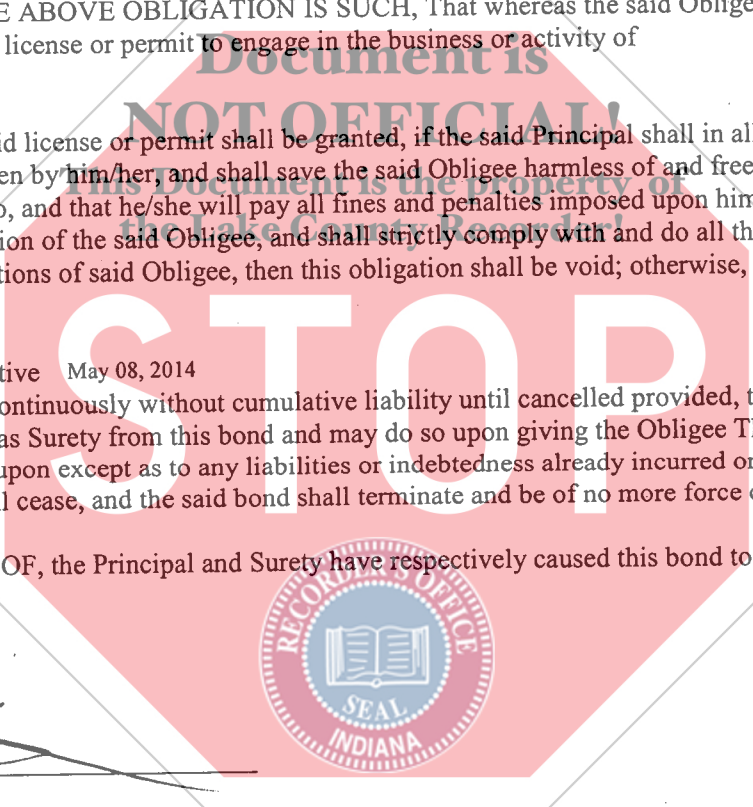 E ABOVE OBLIGATION IS SUCH, That whereas the said Oblige
license or permit to engage in the business or activity of
Document is
NOT OFFICIAL!
id license or permit shall be granted, if the said Principal shall in all
en by him/her, and shall save the said Obligee harmless of and free
This Document is the property of
o, and that he/she will pay all fines and penalties imposed upon him
the Lake County Recorder!
ion of the said Obligee, and shall strictly comply with and do all th
tions of said Obligee, then this obligation shall be void; otherwise,
STOP
tive May 08, 2014
ontinuously without cumulative liability until cancelled provided, t
as Surety from this bond and may do so upon giving the Obligee T
upon except as to any liabilities or indebtedness already incurred or
l cease, and the said bond shall terminate and be of no more force
OF, the Principal and Surety have respectively caused this bond to
RECORDER'S OFFICE
SEAL
INDIANA